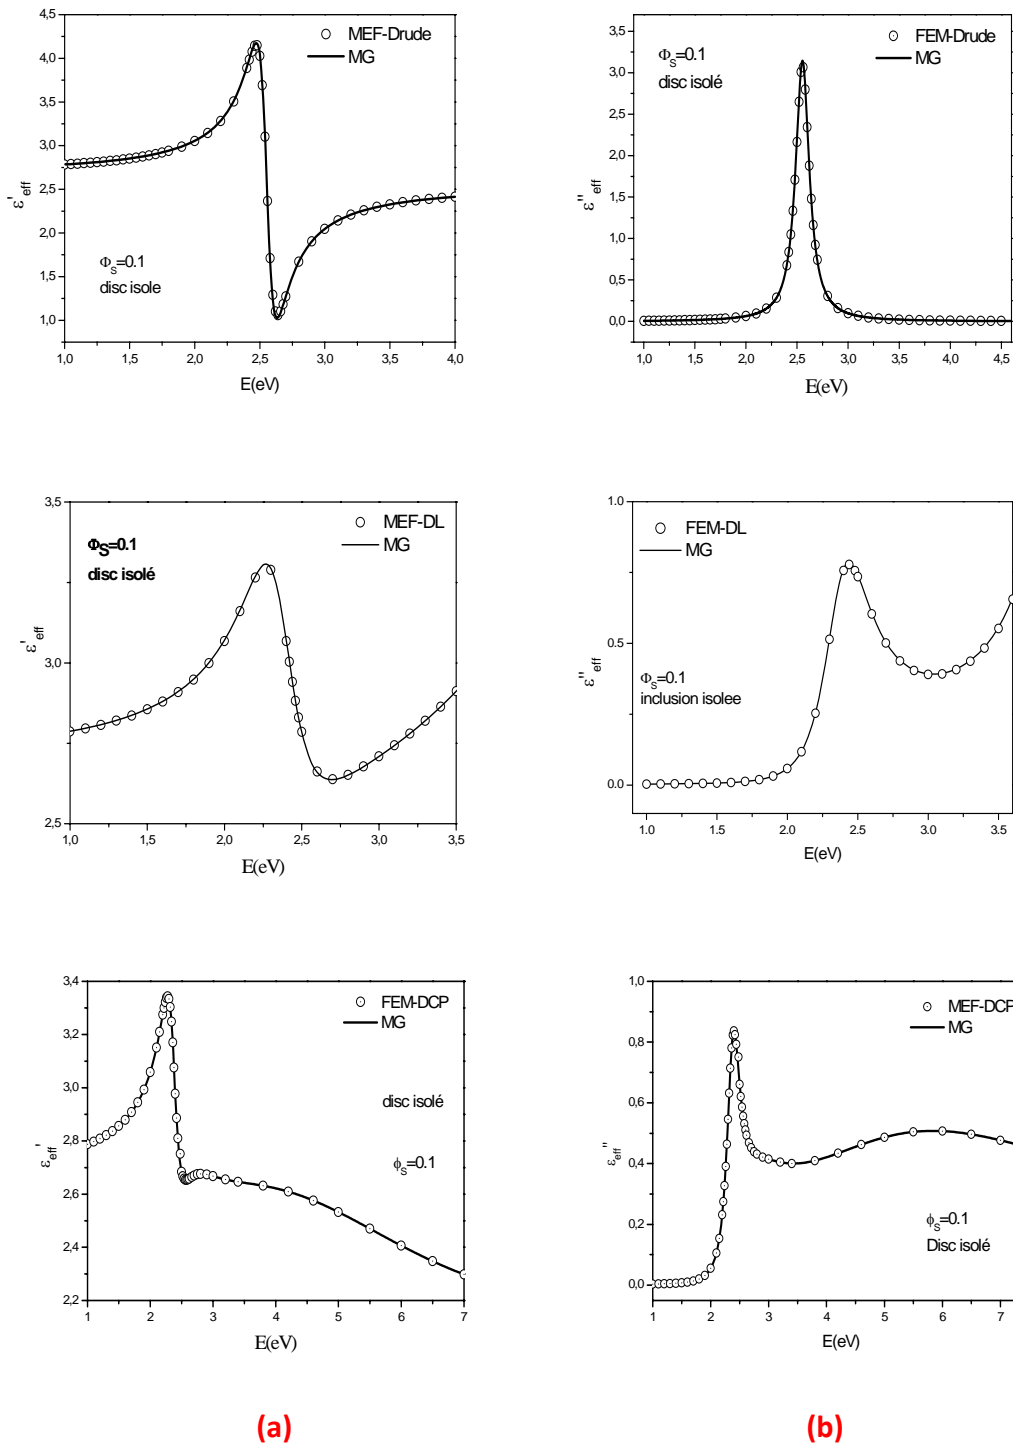 4,5
4,0
3,5
3,0
2,5
2,0
1,5
1,0
ε'eff
MEF-Drude
MG
ΦS=0.1
disc isole
1,0 1,5 2,0 2,5 3,0 3,5 4,0
E(eV)
3,5
3,0
2,5
2,0
1,5
1,0
0,5
0,0
ε''eff
ΦS=0.1
disc isolé
FEM-Drude
MG
1,0 1,5 2,0 2,5 3,0 3,5 4,0 4,5
E(eV)
3,5
3,0
2,5
ε'eff
ΦS=0.1
disc isolé
MEF-DL
MG
1,0 1,5 2,0 2,5 3,0 3,5
E(eV)
1.0
0.5
0.0
ε''eff
FEM-DL
MG
ΦS=0.1
inclusion isolee
1.0 1.5 2.0 2.5 3.0 3.5
E(eV)
3,4
3,2
3,0
2,8
2,6
2,4
2,2
εeff'
FEM-DCP
MG
disc isolé
ϕS=0.1
1 2 3 4 5 6 7
E(eV)
1,0
0,8
0,6
0,4
0,2
0,0
εeff''
MEF-DCP
MG
ϕS=0.1
Disc isolé
1 2 3 4 5 6 7
E(eV)
(a)
(b)